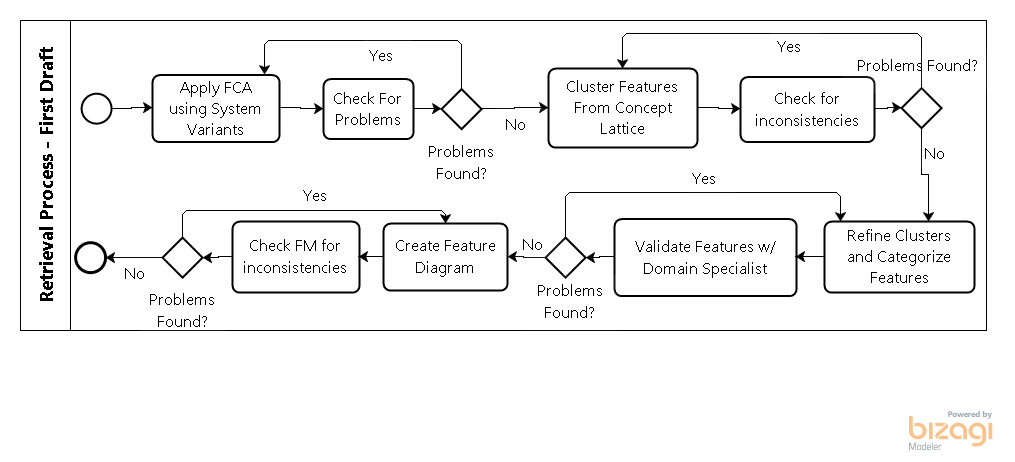 Retrieval Process – First Draft
Yes
Apply FCA
using System
Variants
Check For
Problems
Problems
Found?
No
Yes
Cluster Features
From Concept
Lattice
Check for
inconsistencies
Problems Found?
No
Yes
Refine Clusters
and Categorize
Features
Validate Features w/
Domain Specialist
Problems
Found?
No
Yes
Create Feature
Diagram
Check FM for
inconsistencies
Problems
Found?
No
Powered by
bizagi
Modeler